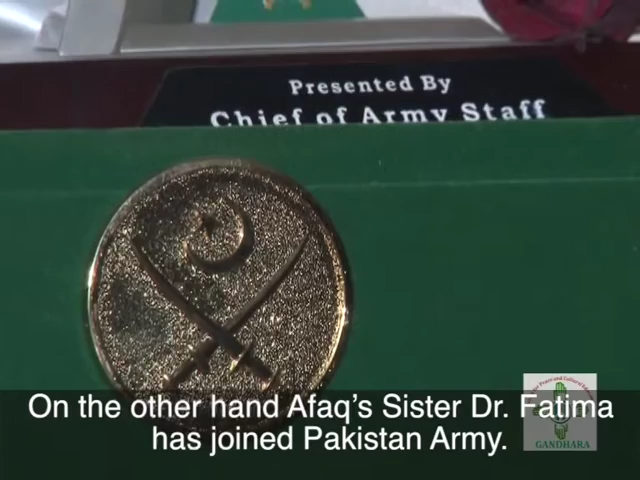 Presented By
Chief of Army Staff
On the other hand Afaq's Sister Dr. Fatima
has joined Pakistan Army.
GANDHARA